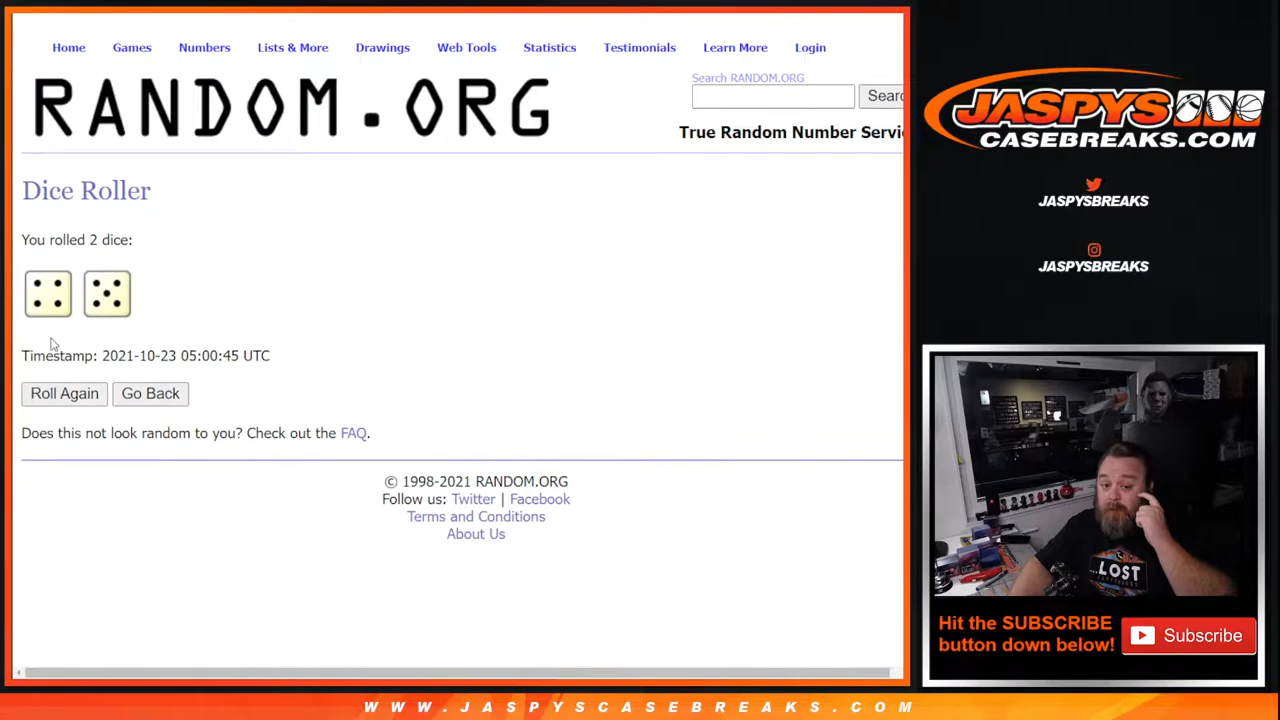 Home Games Numbers Lists & More Drawings Web Tools Statistics Testimonials Learn More Login
RANDOM.ORG
Search RANDOM.ORG
Searc
True Random Number Servi
Dice Roller
You rolled 2 dice:
Timestamp: 2021-10-23 05:00:45 UTC
Roll Again Go Back
Does this not look random to you? Check out the FAQ.
© 1998-2021 RANDOM.ORG
Follow us: Twitter | Facebook
Terms and Conditions
About Us
JASPYS
CASEBREAKS.COM
JASPYSBREAKS
JASPYSBREAKS
...LOST
Hit the SUBSCRIBE
button down below!
Subscribe
WWW.JASPYSCASEBREAKS.COM